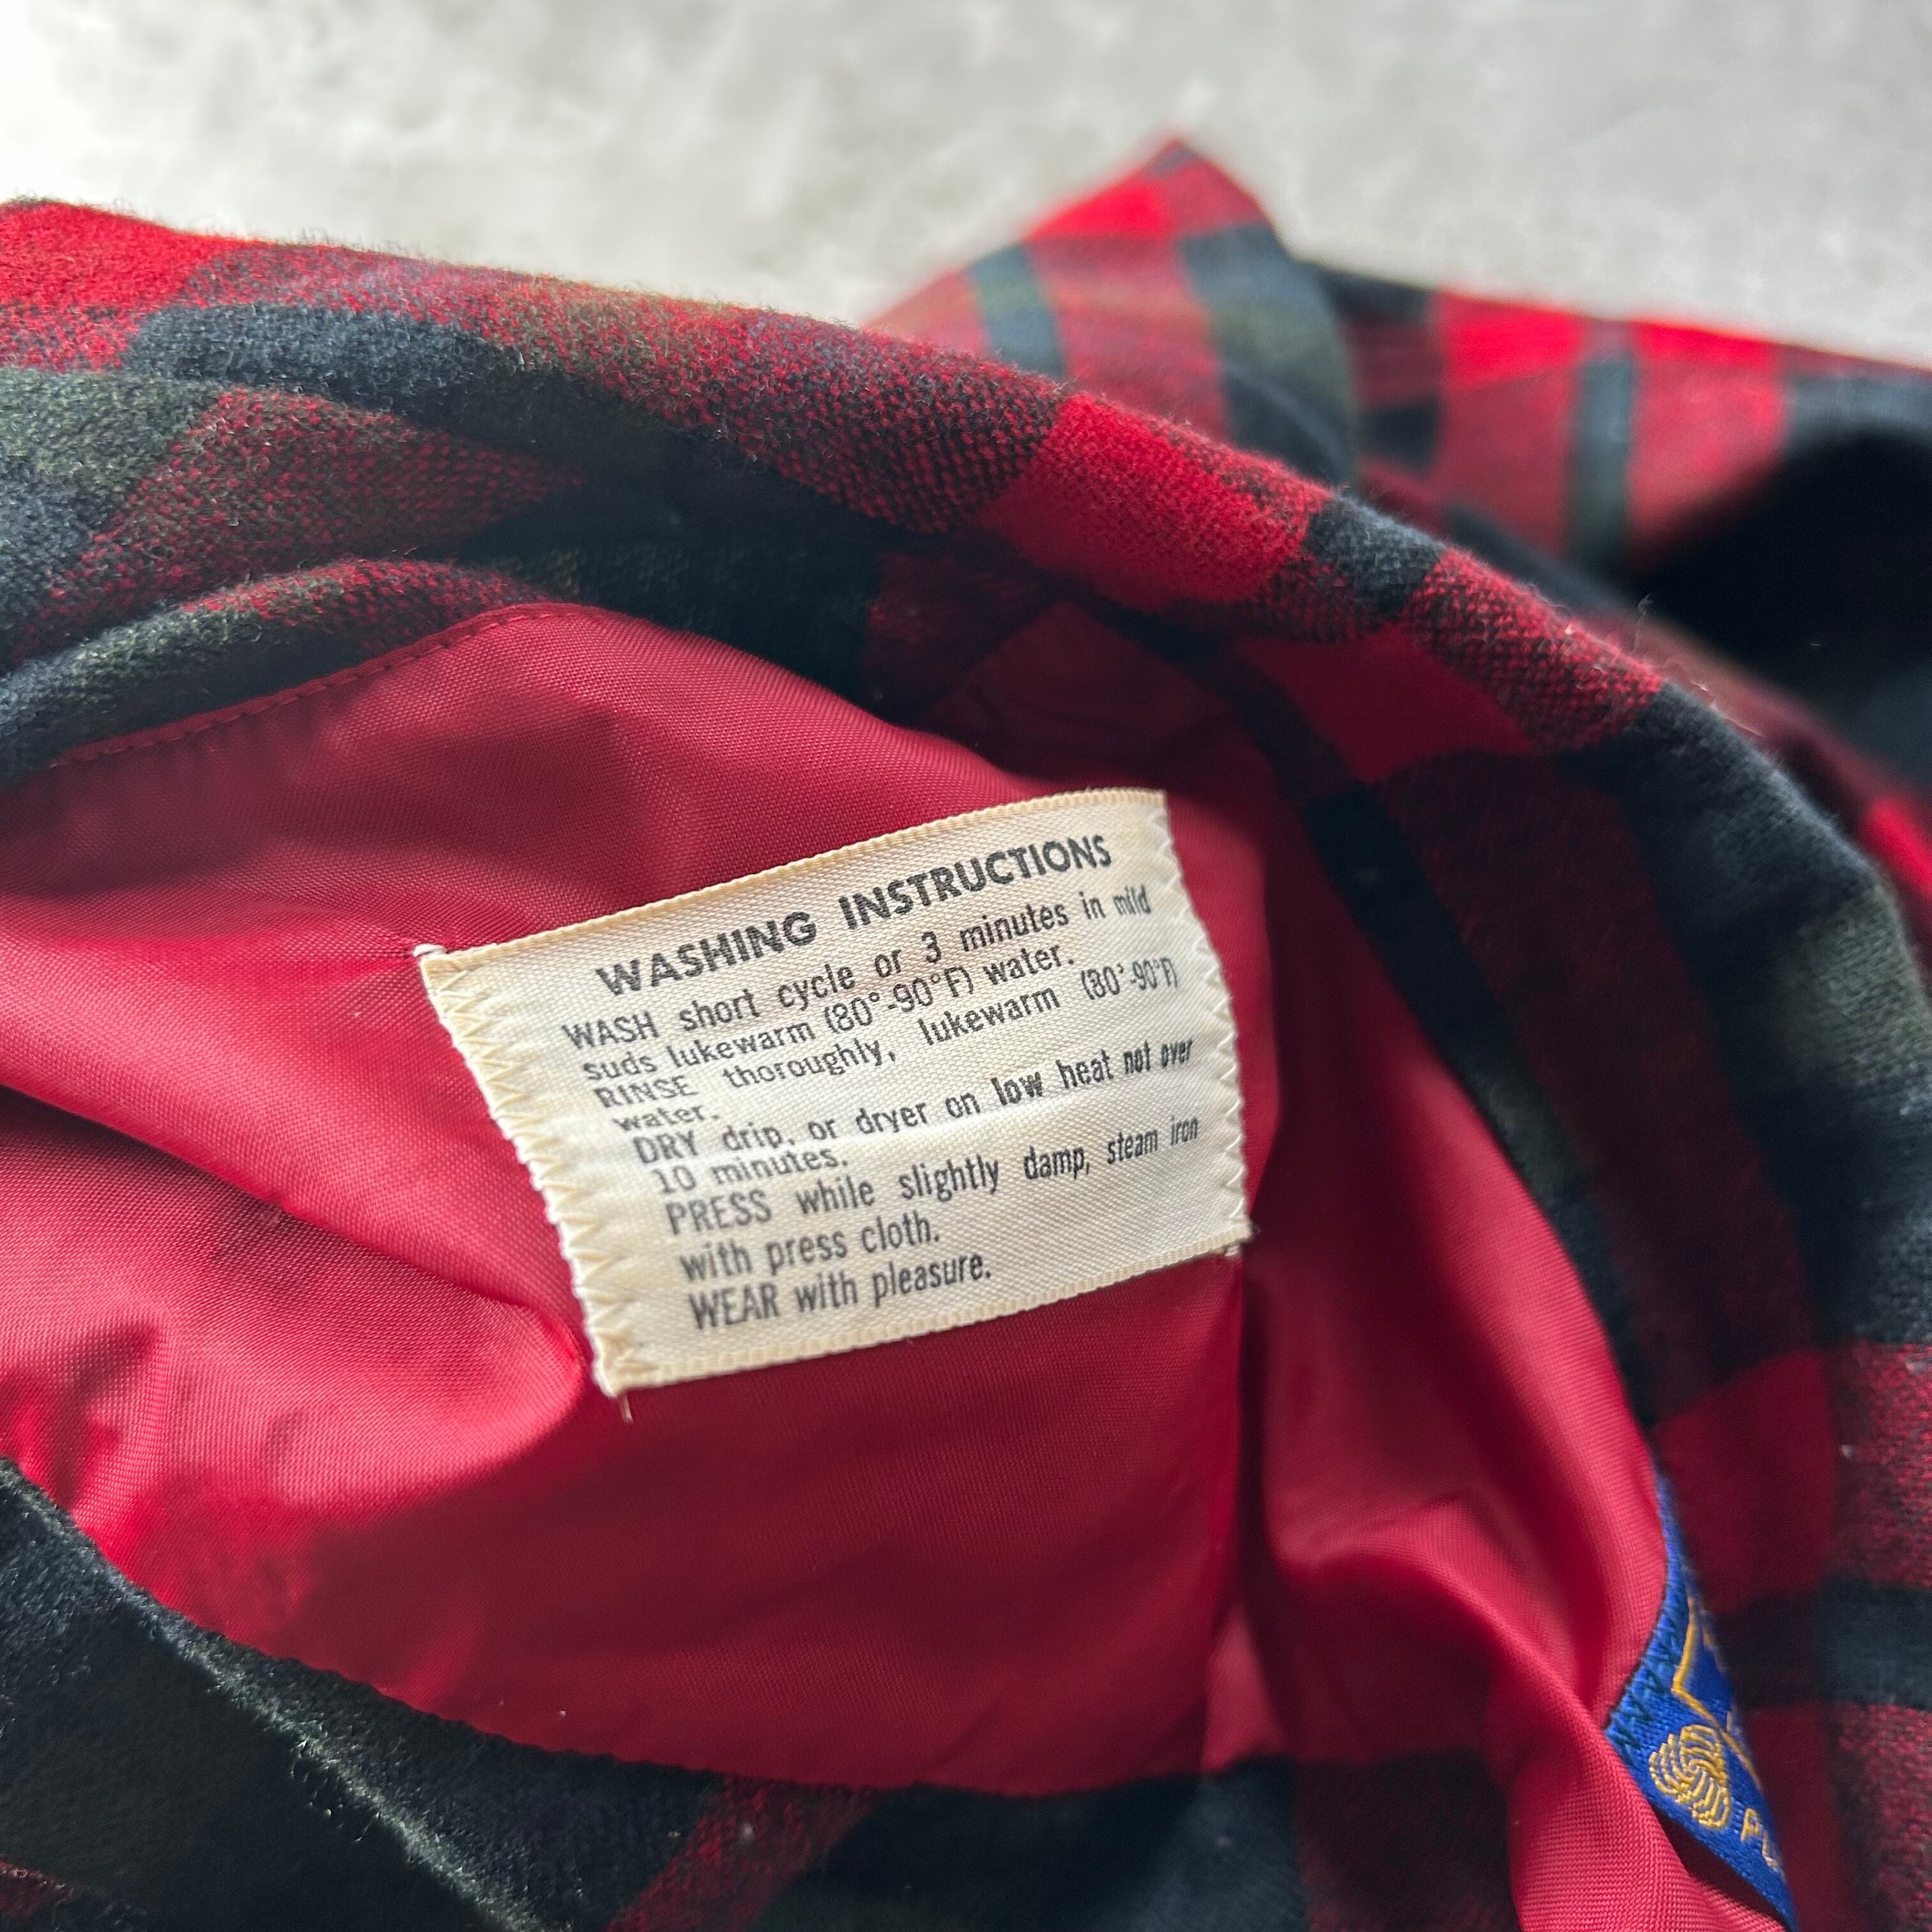 WASHING INSTRUCTIONS
WASH short cycle or 3 minutes in mild
suds lukewarm (80°-90°F) water.
RINSE thoroughly, lukewarm (80°-90°F)
water.
DRY drip, or dryer on low heat not over
10 minutes.
PRESS while slightly damp, steam iron
with press cloth.
WEAR with pleasure.